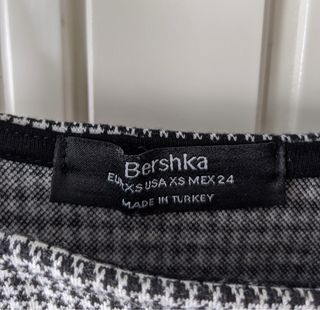 Bershka
EUR XS USA XS MEX 24
MADE IN TURKEY